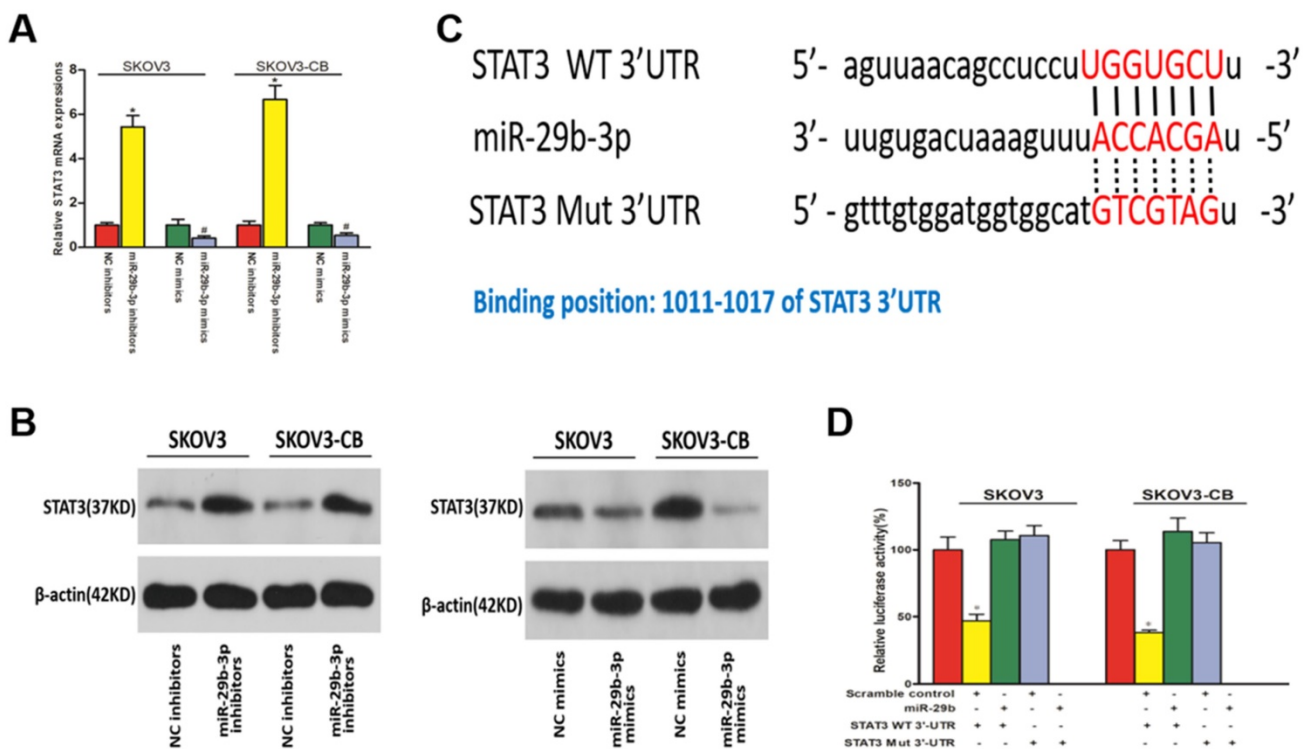 A
SKOV3
SKOV3-CB
Relative STAT3 mRNA expressions
8
6
4
2
0
*
#
*
#
NC inhibitors
miR-29b-3p inhibitors
NC mimics
miR-29b-3p mimics
NC inhibitors
miR-29b-3p inhibitors
NC mimics
miR-29b-3p mimics
C
STAT3 WT 3’UTR 5’- aguuaacagccuccuUGGUGCUu -3’
miR-29b-3p 3’- uugugacuaaaguuuACCACGAu -5’
STAT3 Mut 3’UTR 5’ - gtttgtggatggtggcatGTCGTAGu -3’
Binding position: 1011-1017 of STAT3 3’UTR
B
SKOV3 SKOV3-CB
STAT3(37KD)
β-actin(42KD)
NC inhibitors
miR-29b-3p
inhibitors
NC inhibitors
miR-29b-3p
inhibitors
SKOV3 SKOV3-CB
STAT3(37KD)
β-actin(42KD)
NC mimics
miR-29b-3p
mimics
NC mimics
miR-29b-3p
mimics
D
Relative luciferase activity(%)
150
100
50
0
SKOV3
SKOV3-CB
*
*
Scramble control + - + - + - + -
miR-29b - + - + - + - +
STAT3 WT 3'-UTR + + - - + + - -
STAT3 Mut 3'-UTR - - + + - - + +